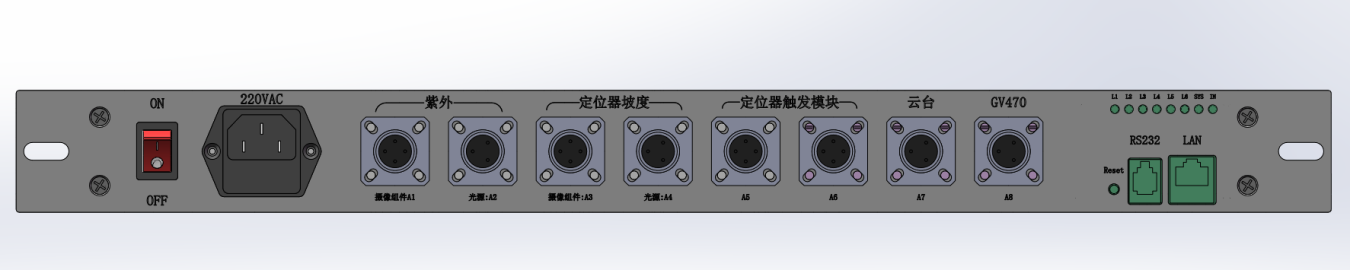 ON
OFF
220VAC
紫外
定位器坡度
定位器触发模块
云台
GV470
摄像组件A1
光源:A2
摄像组件:A3
光源:A4
A5
A6
A7
A8
L1 L2 L3 L4 L5 L6 SYS IN
RS232
LAN
Reset